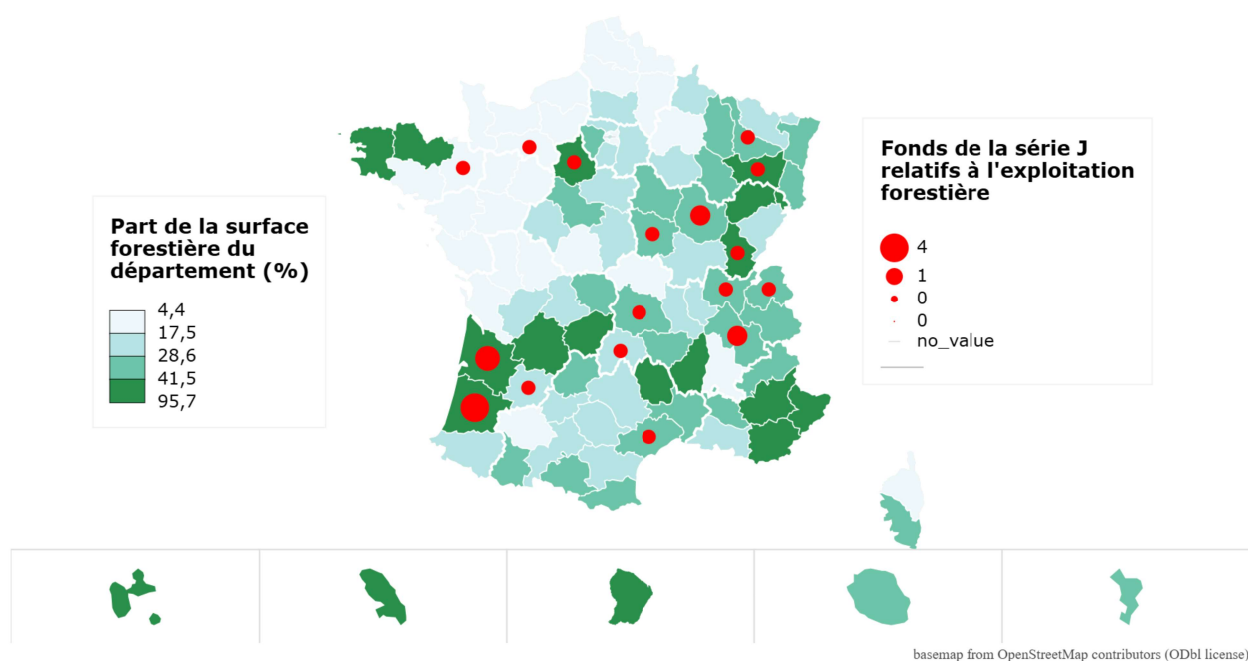 Part de la surface
forestière du
département (%)
4,4
17,5
28,6
41,5
95,7
Fonds de la série J
relatifs à l'exploitation
forestière
4
1
0
0
no_value
basemap from OpenStreetMap contributors (ODbl license)